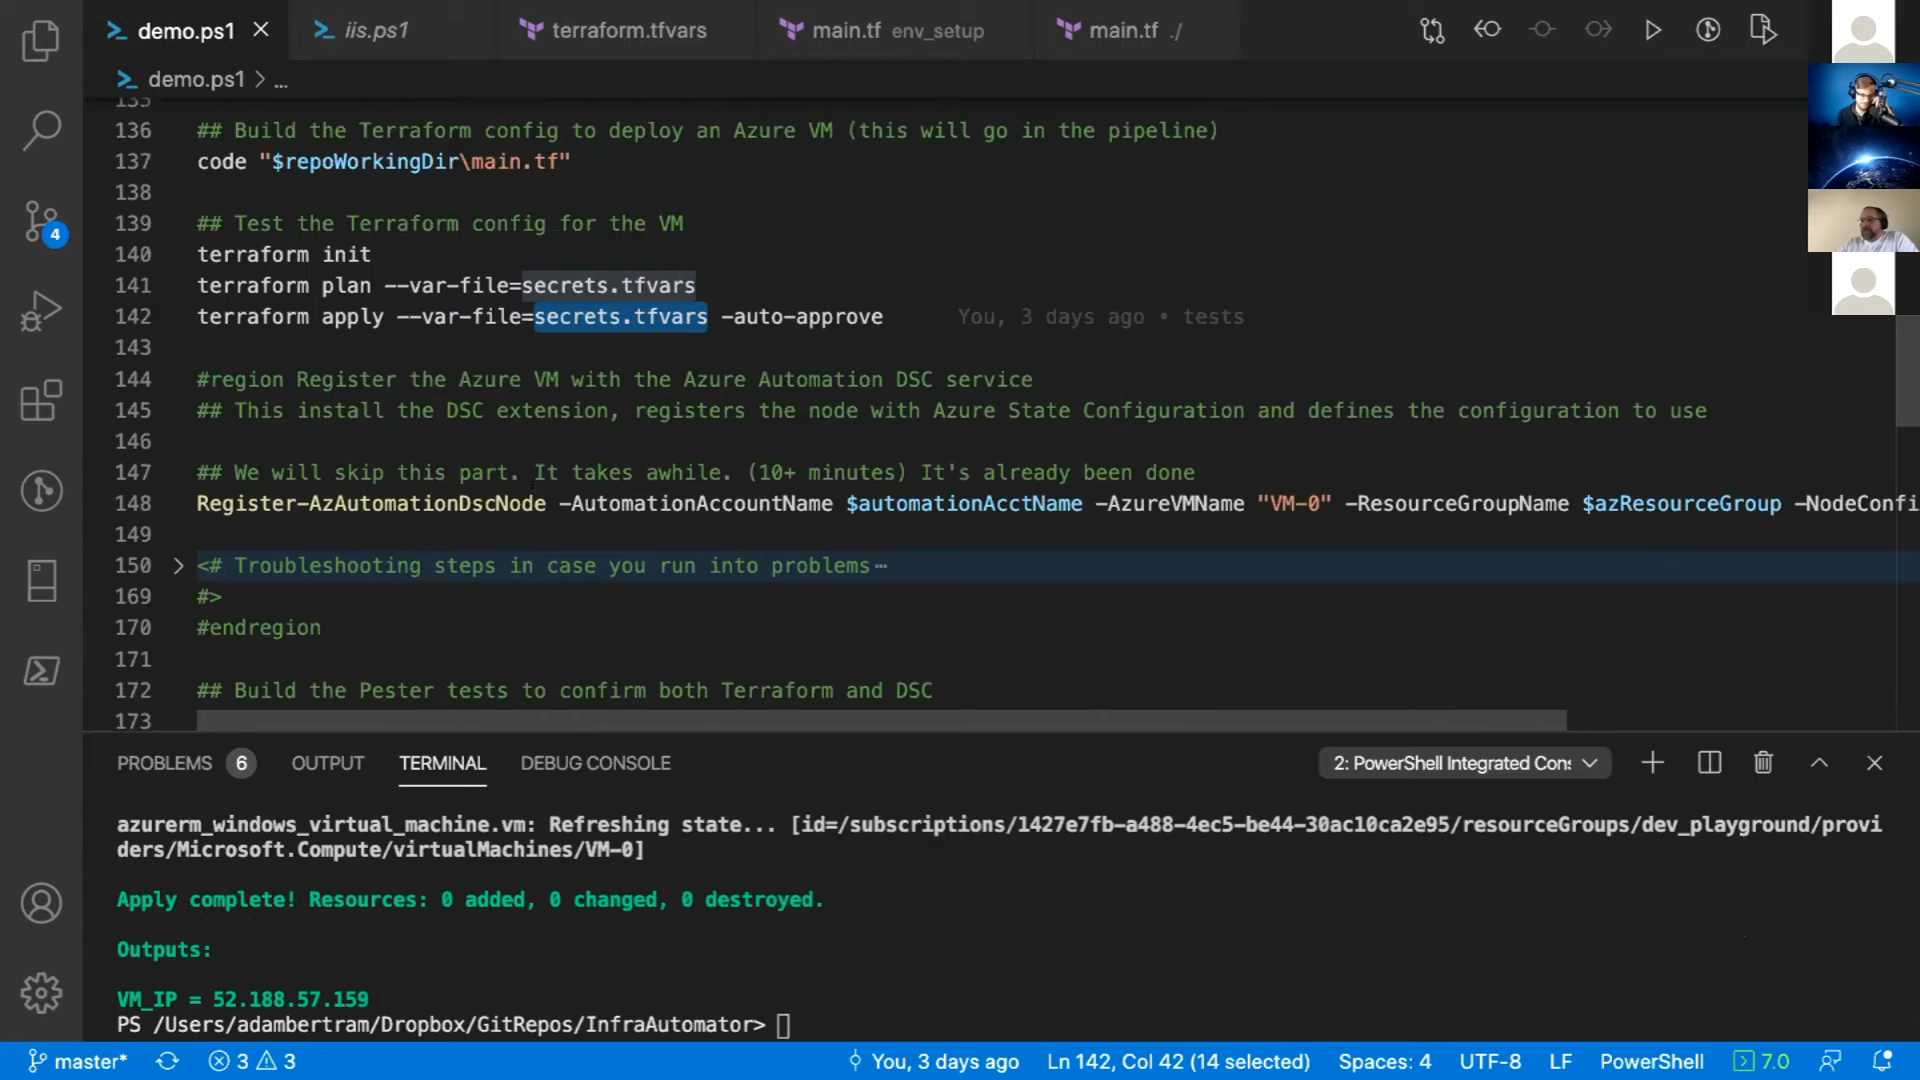 demo.ps1
iis.ps1
terraform.tfvars
main.tf env_setup
main.tf ./
demo.ps1 > ...
135
136 ## Build the Terraform config to deploy an Azure VM (this will go in the pipeline)
137 code "$repoWorkingDir\main.tf"
138
139 ## Test the Terraform config for the VM
140 terraform init
141 terraform plan --var-file=secrets.tfvars
142 terraform apply --var-file=secrets.tfvars -auto-approve You, 3 days ago • tests
143
144 #region Register the Azure VM with the Azure Automation DSC service
145 ## This install the DSC extension, registers the node with Azure State Configuration and defines the configuration to use
146
147 ## We will skip this part. It takes awhile. (10+ minutes) It's already been done
148 Register-AzAutomationDscNode -AutomationAccountName $automationAcctName -AzureVMName "VM-0" -ResourceGroupName $azResourceGroup -NodeConfi
149
150 <# Troubleshooting steps in case you run into problems…
169 #>
170 #endregion
171
172 ## Build the Pester tests to confirm both Terraform and DSC
173
4
PROBLEMS 6 OUTPUT TERMINAL DEBUG CONSOLE 2: PowerShell Integrated Cons
azurerm_windows_virtual_machine.vm: Refreshing state... [id=/subscriptions/1427e7fb-a488-4ec5-be44-30ac10ca2e95/resourceGroups/dev_playground/provi
ders/Microsoft.Compute/virtualMachines/VM-0]
Apply complete! Resources: 0 added, 0 changed, 0 destroyed.
Outputs:
VM_IP = 52.188.57.159
PS /Users/adambertram/Dropbox/GitRepos/InfraAutomator>
master* 3 3 You, 3 days ago Ln 142, Col 42 (14 selected) Spaces: 4 UTF-8 LF PowerShell 7.0